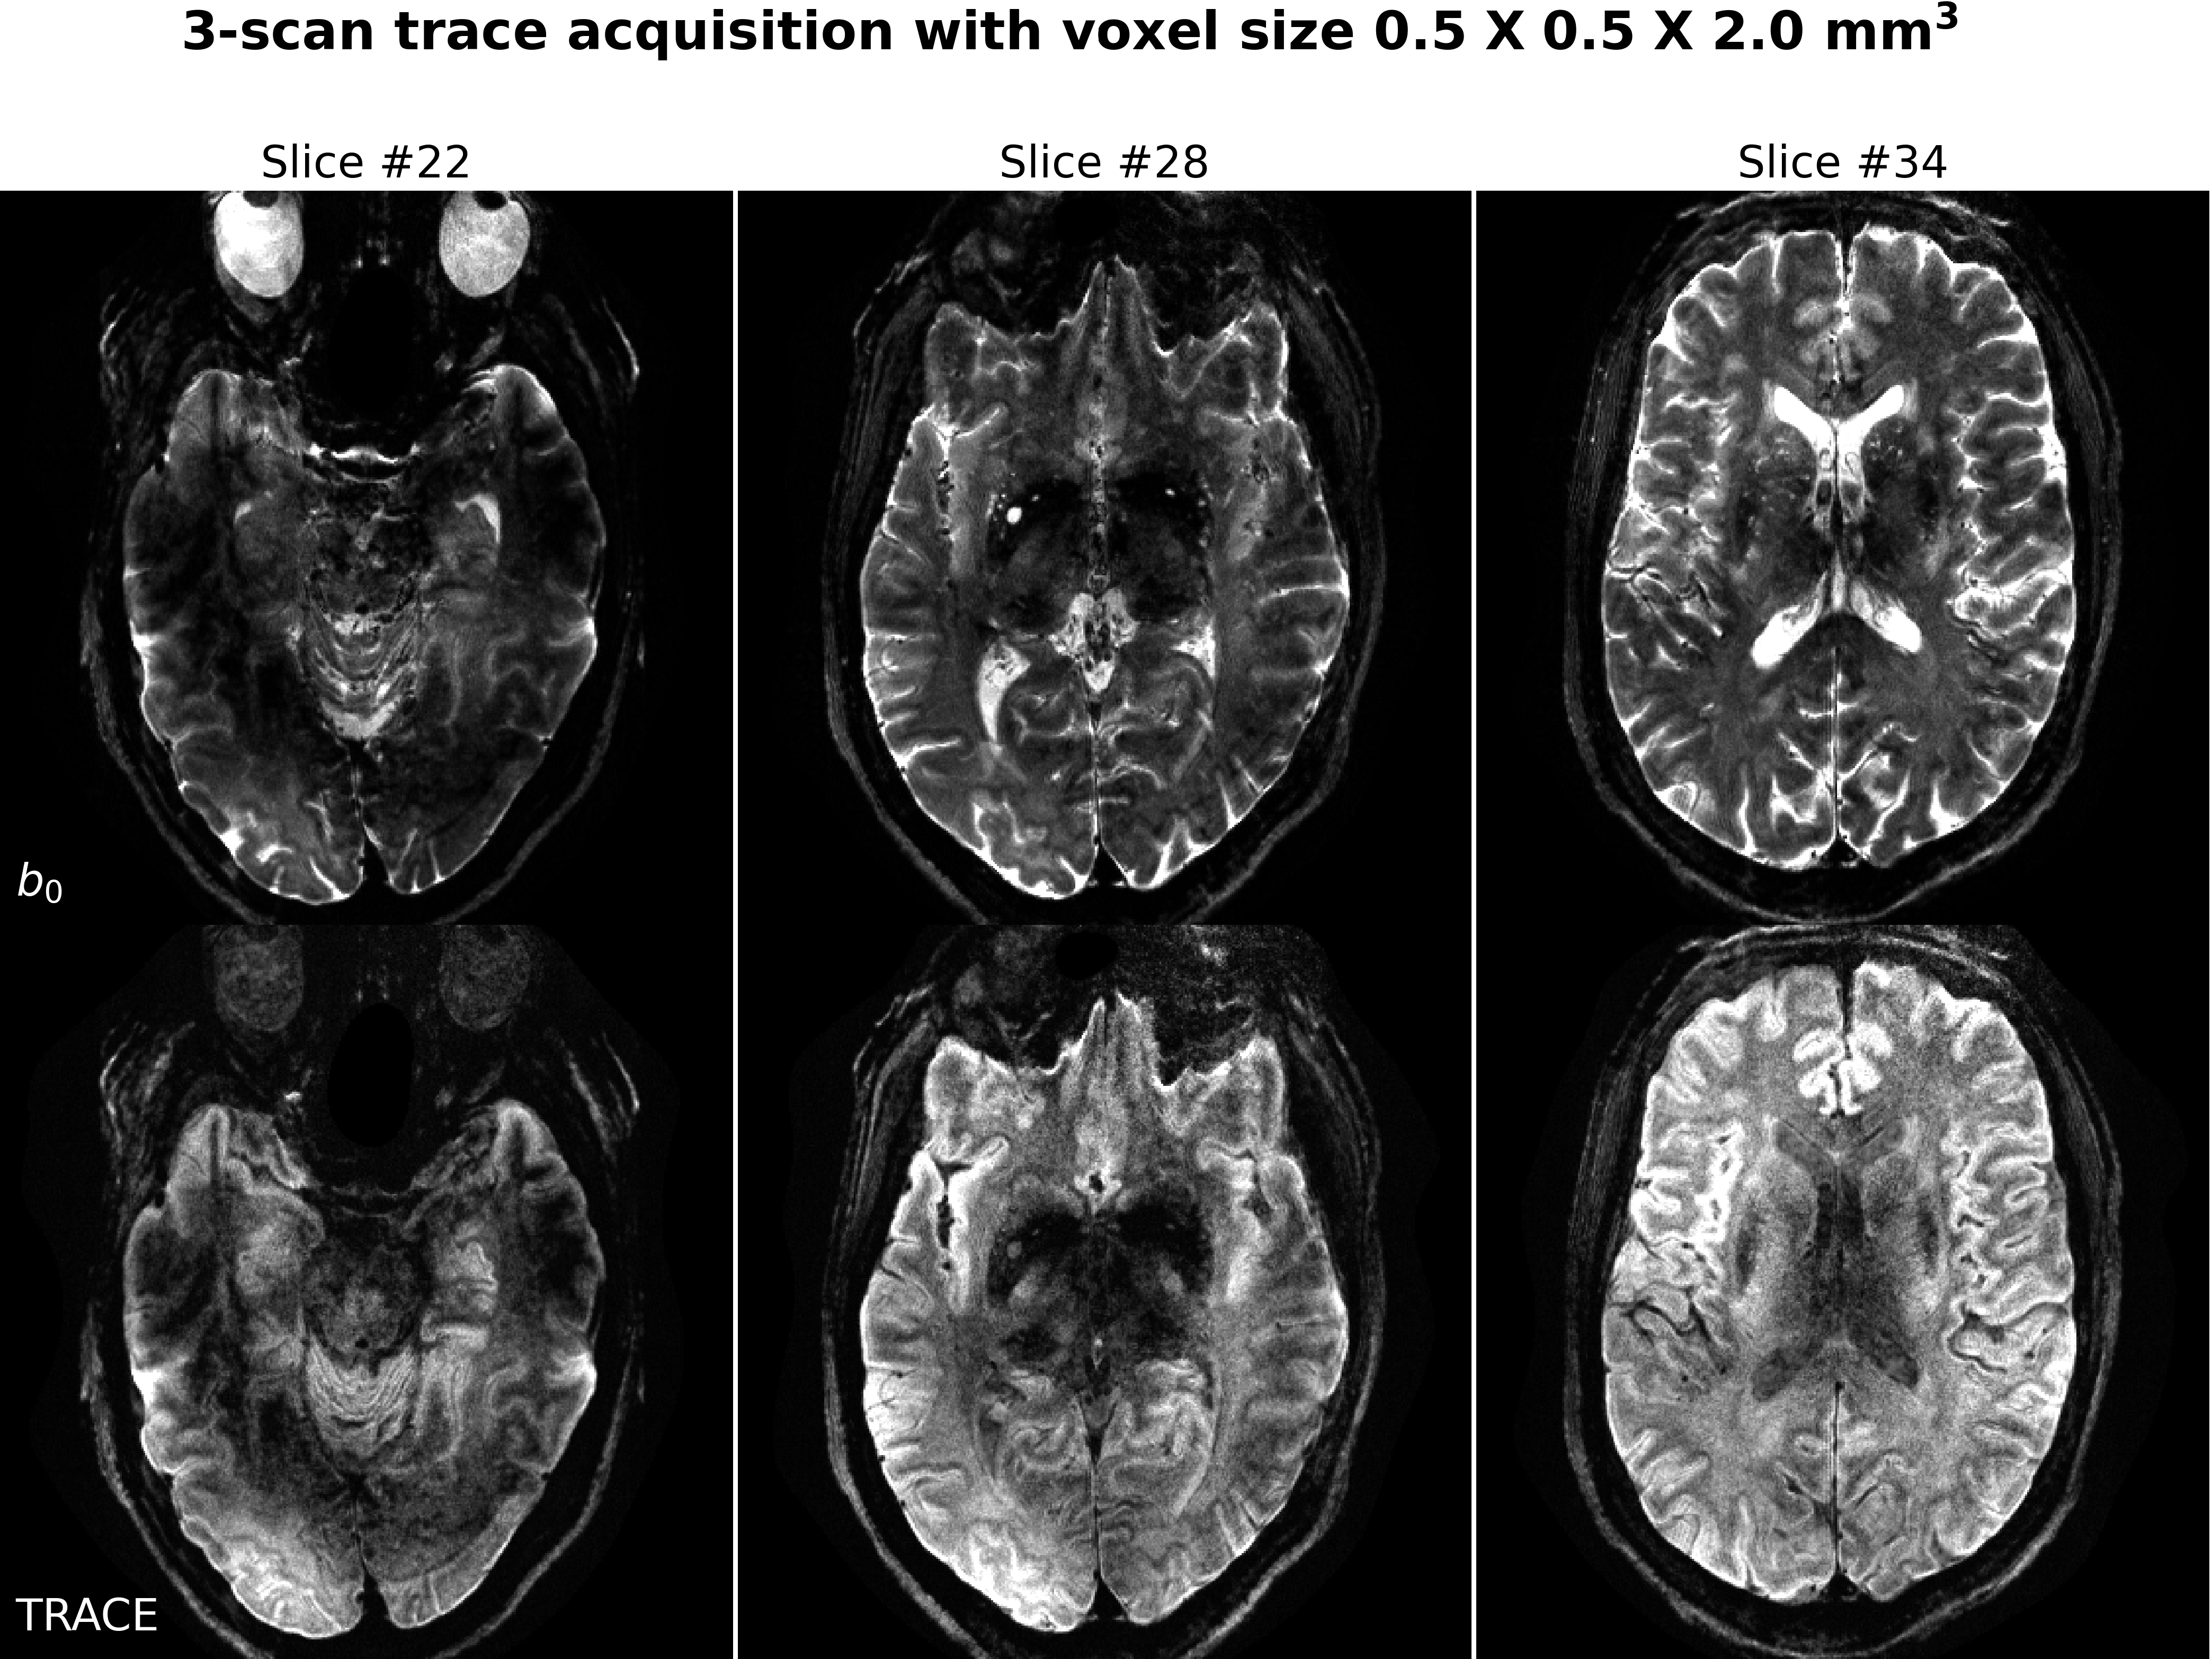 3-scan trace acquisition with voxel size 0.5 X 0.5 X 2.0 mm³
Slice #22
Slice #28
Slice #34
b₀
TRACE